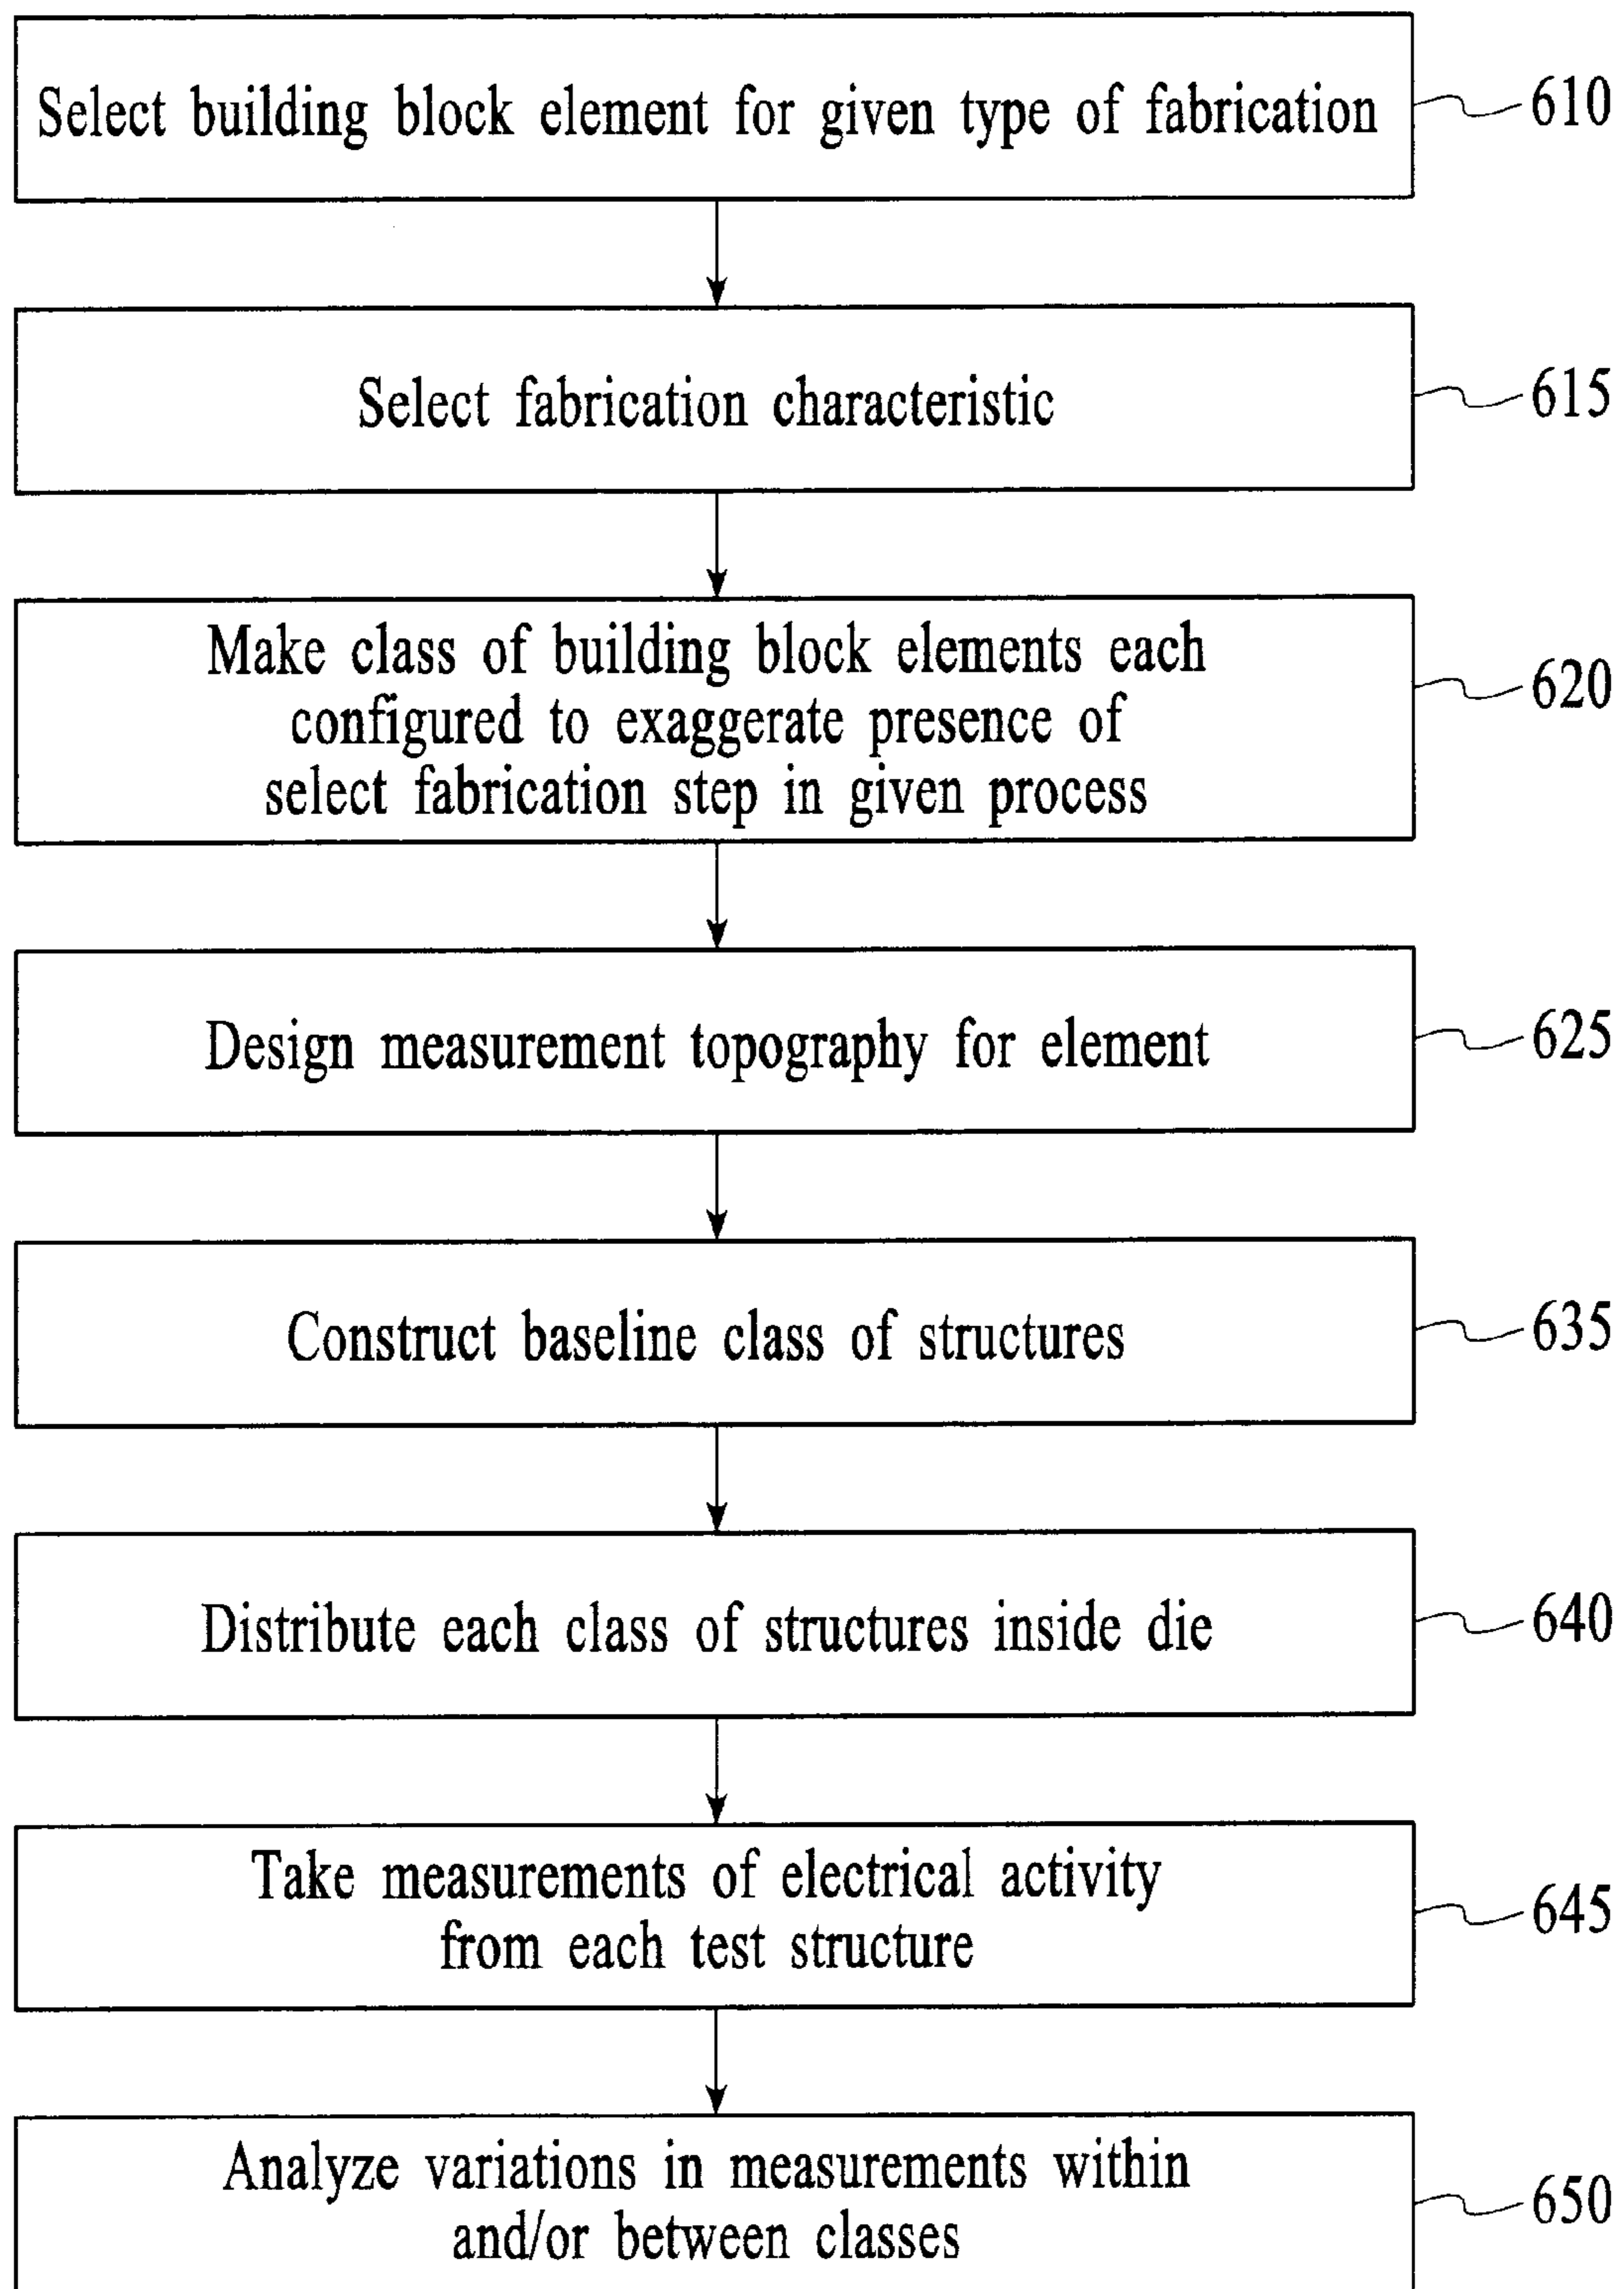 Select building block element for given type of fabrication
610
Select fabrication characteristic
615
Make class of building block elements each
configured to exaggerate presence of
select fabrication step in given process
620
Design measurement topography for element
625
Construct baseline class of structures
635
Distribute each class of structures inside die
640
Take measurements of electrical activity
from each test structure
645
Analyze variations in measurements within
and/or between classes
650